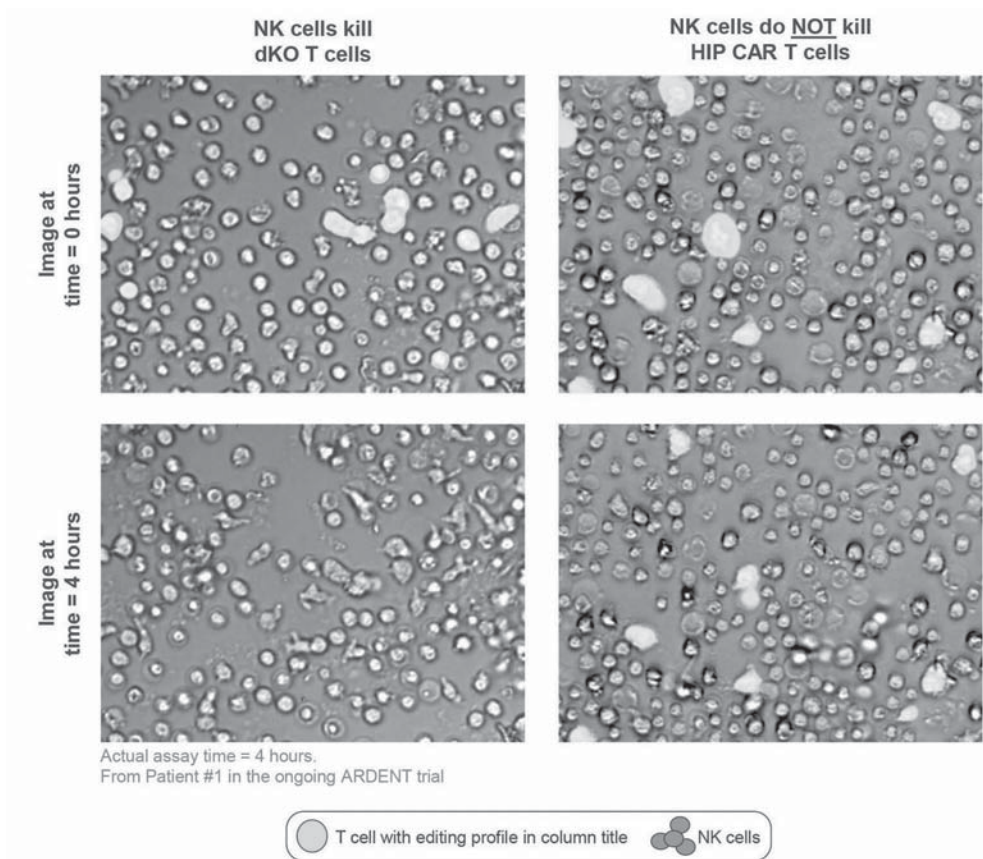 NK cells kill
dKO T cells
NK cells do NOT kill
HIP CAR T cells
Image at
time = 0 hours
Image at
time = 4 hours
Actual assay time = 4 hours.
From Patient #1 in the ongoing ARDENT trial
T cell with editing profile in column title
NK cells